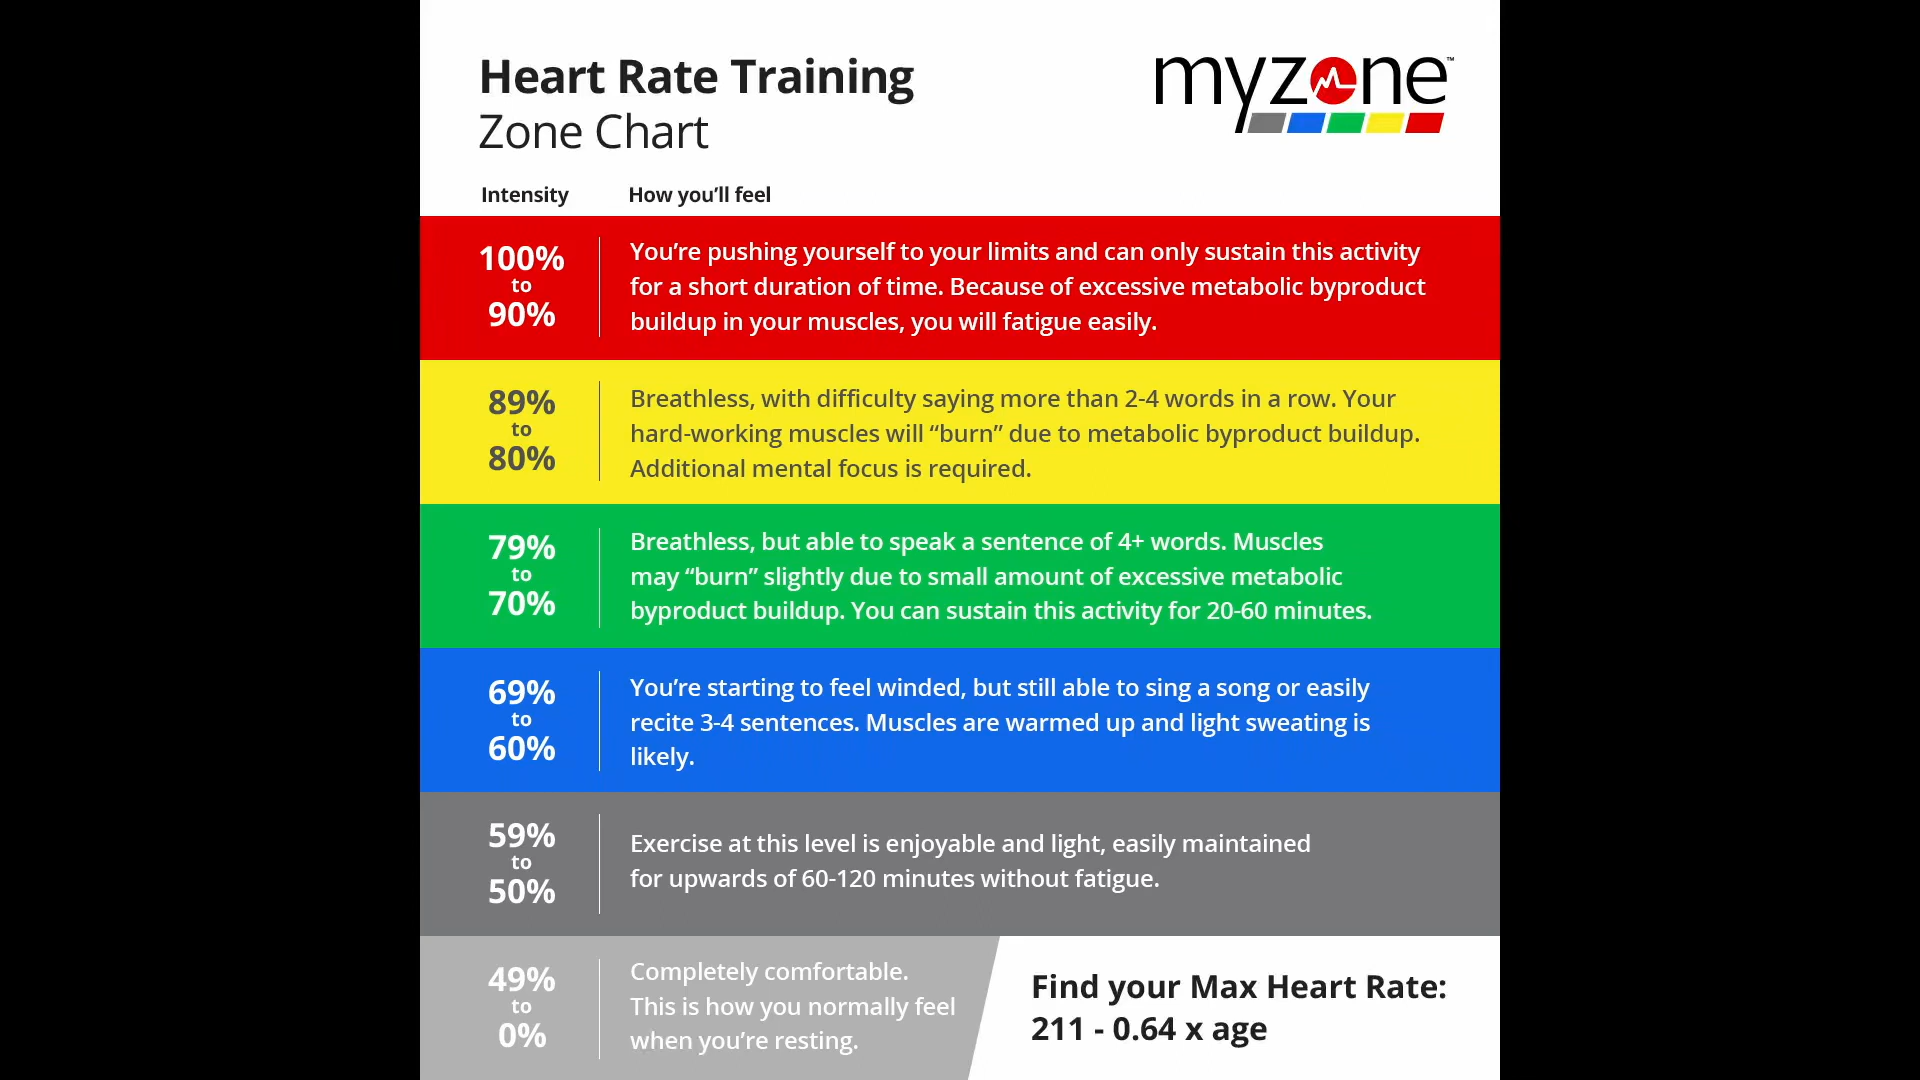 Heart Rate Training
Zone Chart
myzone™
Intensity
How you’ll feel
100%
to
90%
You’re pushing yourself to your limits and can only sustain this activity
for a short duration of time. Because of excessive metabolic byproduct
buildup in your muscles, you will fatigue easily.
89%
to
80%
Breathless, with difficulty saying more than 2-4 words in a row. Your
hard-working muscles will “burn” due to metabolic byproduct buildup.
Additional mental focus is required.
79%
to
70%
Breathless, but able to speak a sentence of 4+ words. Muscles
may “burn” slightly due to small amount of excessive metabolic
byproduct buildup. You can sustain this activity for 20-60 minutes.
69%
to
60%
You’re starting to feel winded, but still able to sing a song or easily
recite 3-4 sentences. Muscles are warmed up and light sweating is
likely.
59%
to
50%
Exercise at this level is enjoyable and light, easily maintained
for upwards of 60-120 minutes without fatigue.
49%
to
0%
Completely comfortable.
This is how you normally feel
when you’re resting.
Find your Max Heart Rate:
211 - 0.64 x age